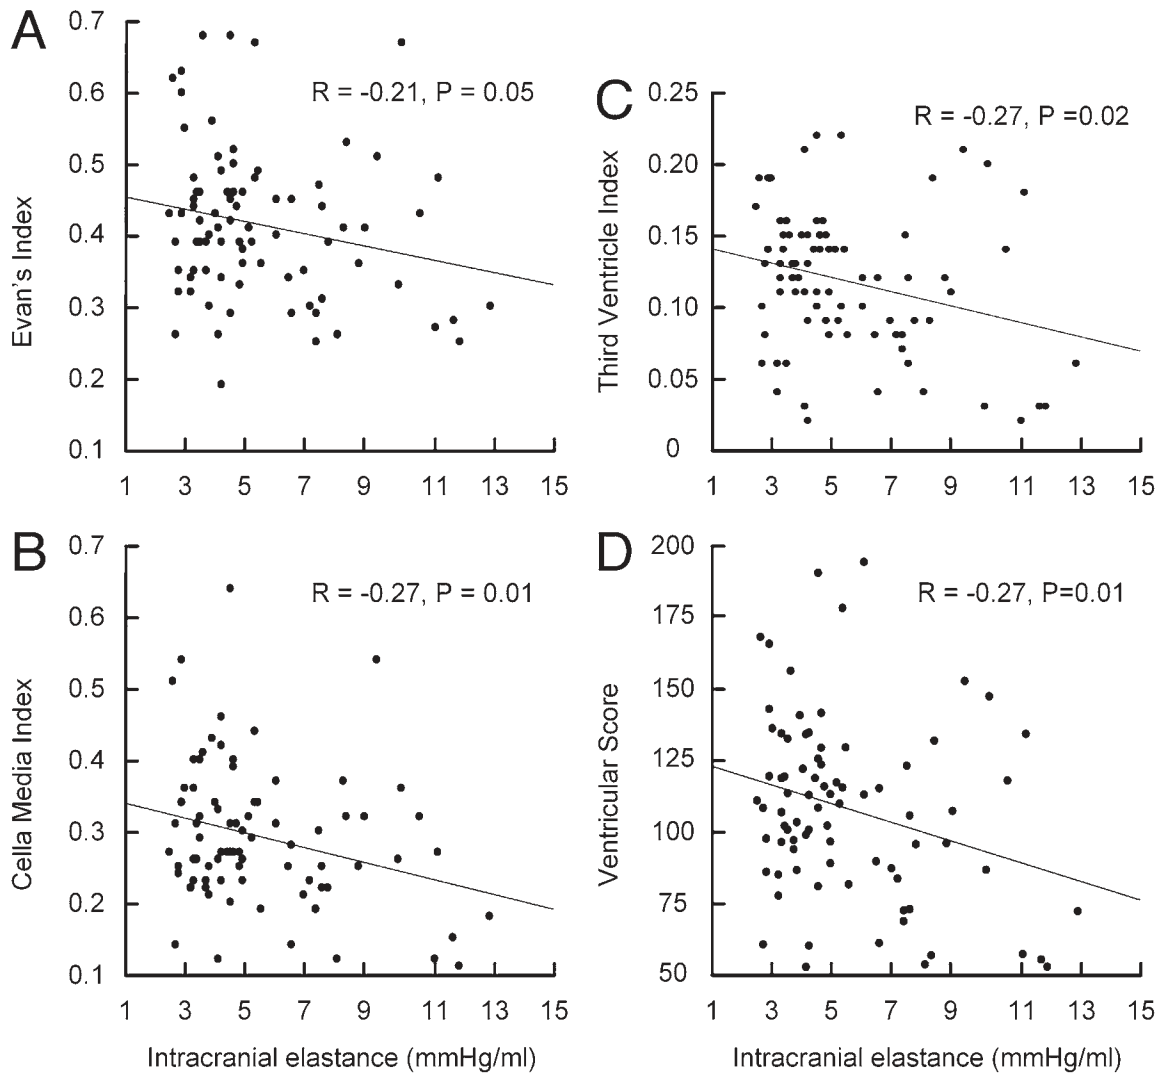 A
0.7
0.6
0.5
0.4
0.3
0.2
0.1
Evan's Index
R = -0.21, P = 0.05
1 3 5 7 9 11 13 15
B
0.7
0.6
0.5
0.4
0.3
0.2
0.1
Cella Media Index
R = -0.27, P = 0.01
1 3 5 7 9 11 13 15
Intracranial elastance (mmHg/ml)
C
0.25
0.20
0.15
0.10
0.05
0
Third Ventricle Index
R = -0.27, P =0.02
1 3 5 7 9 11 13 15
D
200
175
150
125
100
75
50
Ventricular Score
R = -0.27, P=0.01
1 3 5 7 9 11 13 15
Intracranial elastance (mmHg/ml)